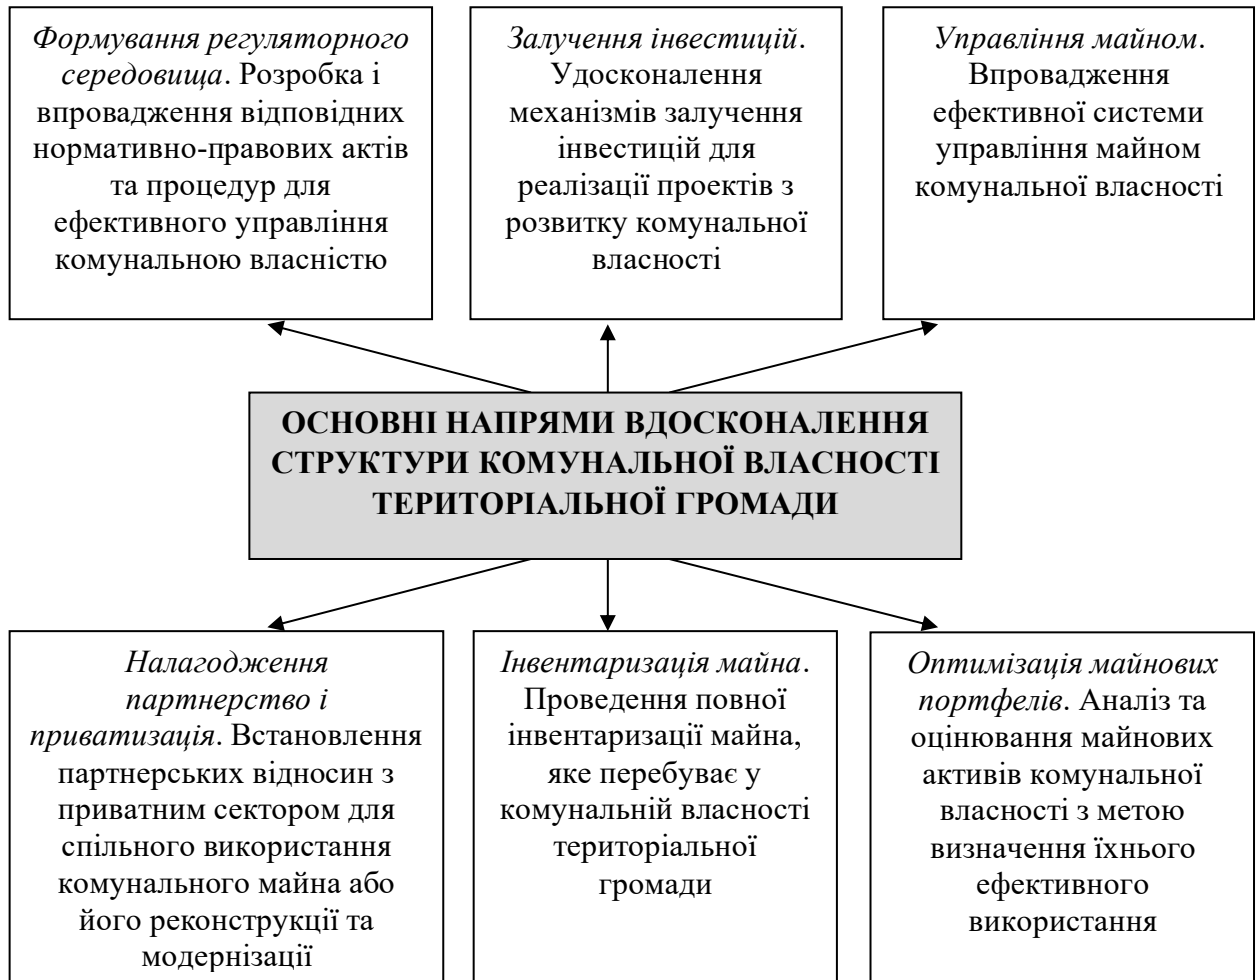 Формування регуляторного
середовища. Розробка і
впровадження відповідних
нормативно-правових актів
та процедур для
ефективного управління
комунальною власністю
Залучення інвестицій.
Удосконалення
механізмів залучення
інвестицій для
реалізації проектів з
розвитку комунальної
власності
Управління майном.
Впровадження
ефективної системи
управління майном
комунальної власності
ОСНОВНІ НАПРЯМИ ВДОСКОНАЛЕННЯ
СТРУКТУРИ КОМУНАЛЬНОЇ ВЛАСНОСТІ
ТЕРИТОРІАЛЬНОЇ ГРОМАДИ
Налагодження
партнерство і
приватизація. Встановлення
партнерських відносин з
приватним сектором для
спільного використання
комунального майна або
його реконструкції та
модернізації
Інвентаризація майна.
Проведення повної
інвентаризації майна,
яке перебуває у
комунальній власності
територіальної
громади
Оптимізація майнових
портфелів. Аналіз та
оцінювання майнових
активів комунальної
власності з метою
визначення їхнього
ефективного
використання